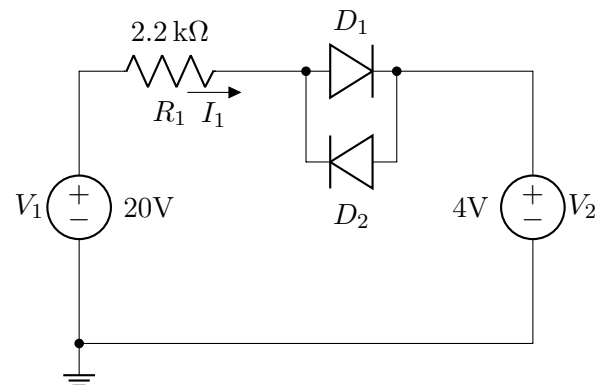 2.2 kΩ
D₁
R₁ I₁
V₁ + − 20V
D₂
4V + − V₂